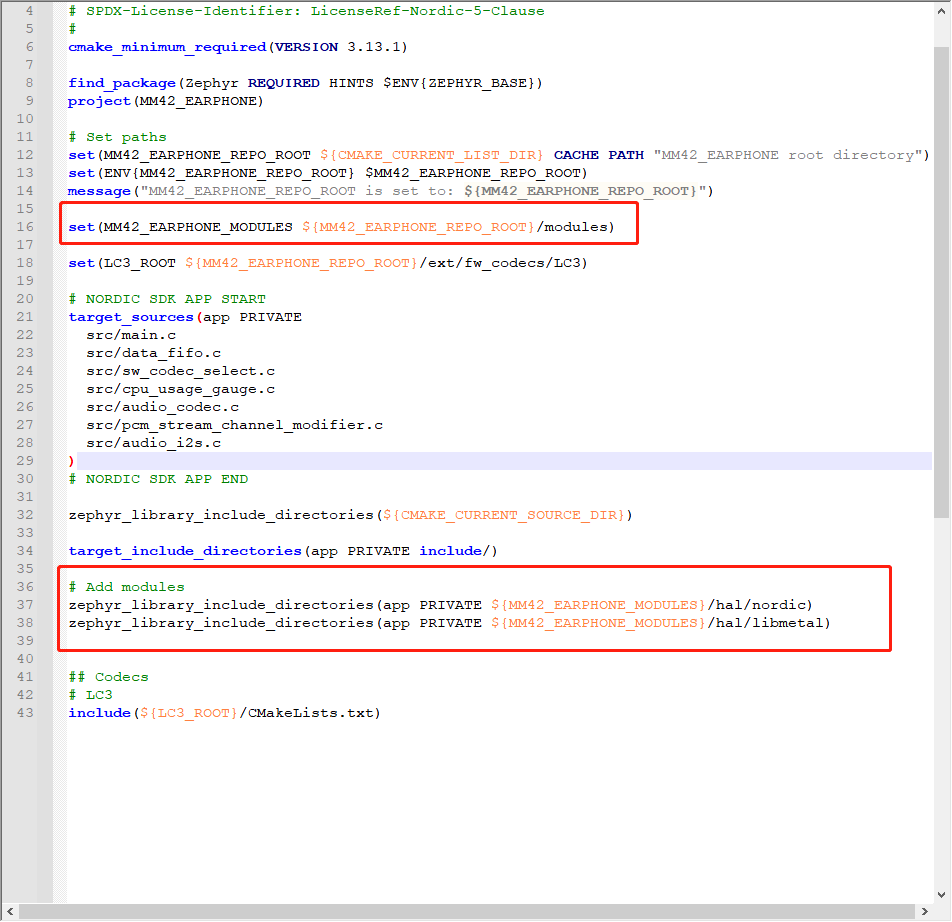 4 # SPDX-License-Identifier: LicenseRef-Nordic-5-Clause
5 #
6 cmake_minimum_required(VERSION 3.13.1)
7
8 find_package(Zephyr REQUIRED HINTS $ENV{ZEPHYR_BASE})
9 project(MM42_EARPHONE)
10
11 # Set paths
12 set(MM42_EARPHONE_REPO_ROOT ${CMAKE_CURRENT_LIST_DIR} CACHE PATH "MM42_EARPHONE root directory")
13 set(ENV{MM42_EARPHONE_REPO_ROOT} $MM42_EARPHONE_REPO_ROOT)
14 message("MM42_EARPHONE_REPO_ROOT is set to: ${MM42_EARPHONE_REPO_ROOT}")
15
16 set(MM42_EARPHONE_MODULES ${MM42_EARPHONE_REPO_ROOT}/modules)
17
18 set(LC3_ROOT ${MM42_EARPHONE_REPO_ROOT}/ext/fw_codecs/LC3)
19
20 # NORDIC SDK APP START
21 target_sources(app PRIVATE
22 src/main.c
23 src/data_fifo.c
24 src/sw_codec_select.c
25 src/cpu_usage_gauge.c
26 src/audio_codec.c
27 src/pcm_stream_channel_modifier.c
28 src/audio_i2s.c
29 )
30 # NORDIC SDK APP END
31
32 zephyr_library_include_directories(${CMAKE_CURRENT_SOURCE_DIR})
33
34 target_include_directories(app PRIVATE include/)
35
36 # Add modules
37 zephyr_library_include_directories(app PRIVATE ${MM42_EARPHONE_MODULES}/hal/nordic)
38 zephyr_library_include_directories(app PRIVATE ${MM42_EARPHONE_MODULES}/hal/libmetal)
39
40
41 ## Codecs
42 # LC3
43 include(${LC3_ROOT}/CMakeLists.txt)